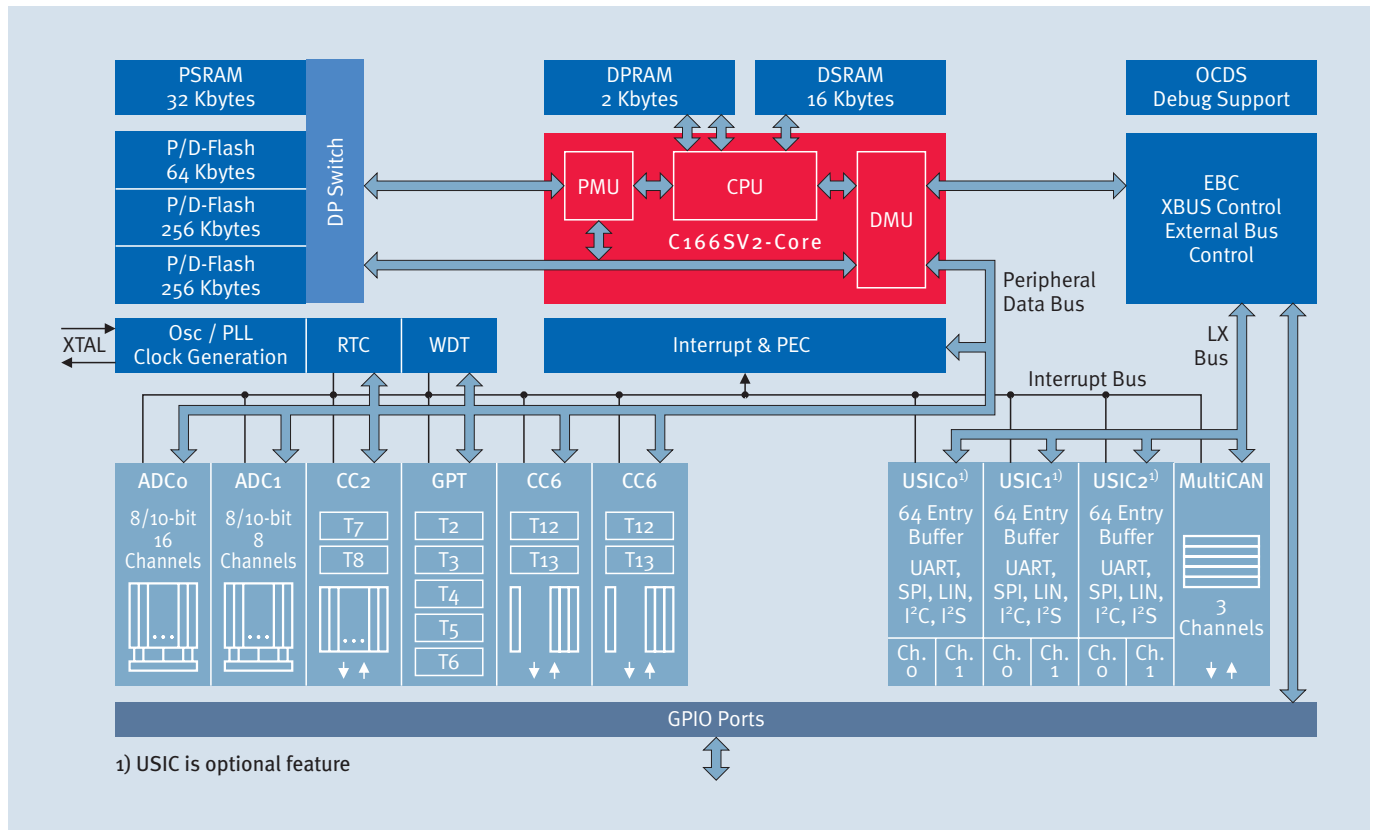 PSRAM
32 Kbytes
P/D-Flash
64 Kbytes
P/D-Flash
256 Kbytes
P/D-Flash
256 Kbytes
DP Switch
DPRAM
2 Kbytes
DSRAM
16 Kbytes
PMU
CPU
DMU
C166SV2-Core
OCDS
Debug Support
EBC
XBUS Control
External Bus
Control
Peripheral
Data Bus
LX
Bus
XTAL
Osc / PLL
Clock Generation
RTC
WDT
Interrupt & PEC
Interrupt Bus
ADC0
8/10-bit
16
Channels
ADC1
8/10-bit
8
Channels
CC2
T7
T8
GPT
T2
T3
T4
T5
T6
CC6
T12
T13
CC6
T12
T13
USIC0¹⁾
64 Entry
Buffer
UART,
SPI, LIN,
I²C, I²S
Ch.
0
Ch.
1
USIC1¹⁾
64 Entry
Buffer
UART,
SPI, LIN,
I²C, I²S
Ch.
0
Ch.
1
USIC2¹⁾
64 Entry
Buffer
UART,
SPI, LIN,
I²C, I²S
Ch.
0
Ch.
1
MultiCAN
3
Channels
GPIO Ports
1) USIC is optional feature